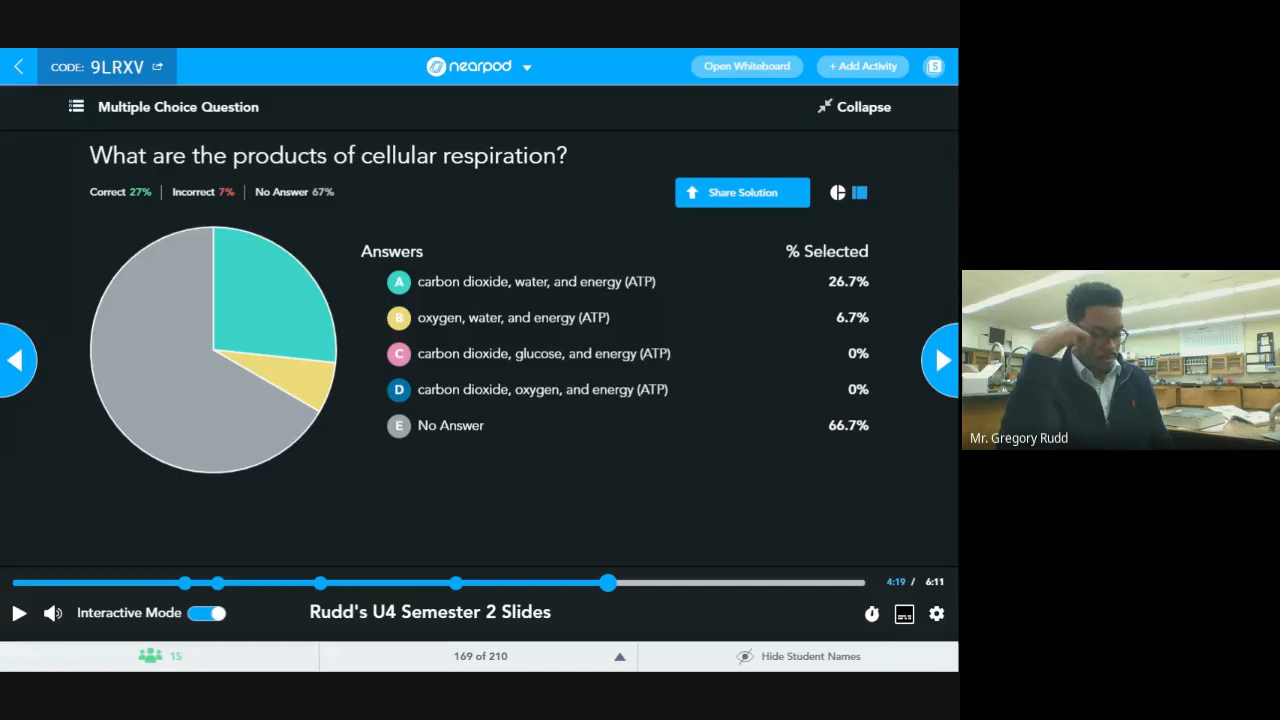 CODE: 9LRXV
nearpod
Open Whiteboard
+ Add Activity
5
Multiple Choice Question
Collapse
What are the products of cellular respiration?
Correct 27% | Incorrect 7% | No Answer 67%
Share Solution
Answers
% Selected
A carbon dioxide, water, and energy (ATP) 26.7%
B oxygen, water, and energy (ATP) 6.7%
C carbon dioxide, glucose, and energy (ATP) 0%
D carbon dioxide, oxygen, and energy (ATP) 0%
E No Answer 66.7%
Mr. Gregory Rudd
4:19 / 6:11
Interactive Mode
Rudd's U4 Semester 2 Slides
15
169 of 210
Hide Student Names